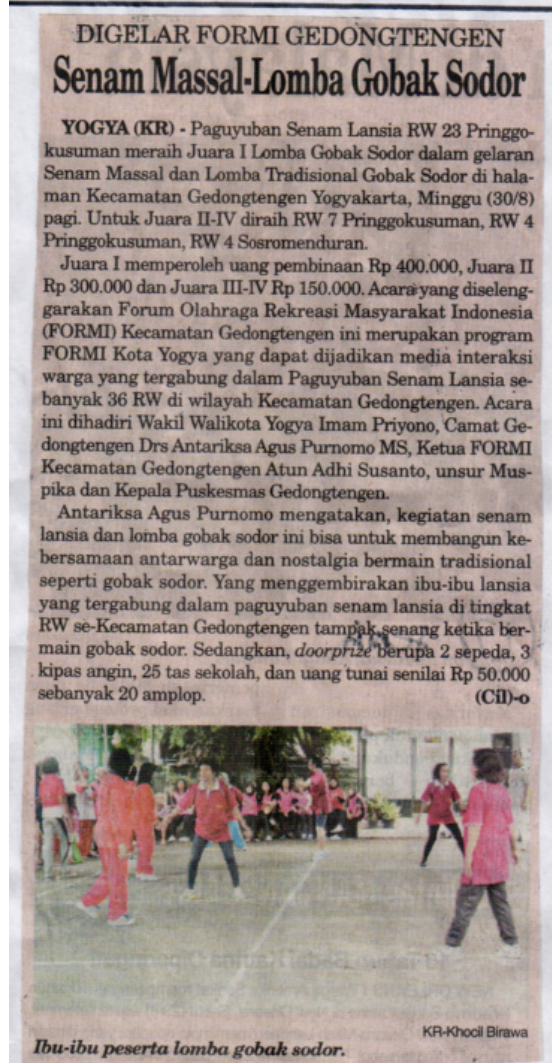 DIGELAR FORMI GEDONGTENGEN
Senam Massal-Lomba Gobak Sodor
YOGYA (KR) - Paguyuban Senam Lansia RW 23 Pringgo-
kusuman meraih Juara I Lomba Gobak Sodor dalam gelaran
Senam Massal dan Lomba Tradisional Gobak Sodor di hala-
man Kecamatan Gedongtengen Yogyakarta, Minggu (30/8)
pagi. Untuk Juara II-IV diraih RW 7 Pringgokusuman, RW 4
Pringgokusuman, RW 4 Sosromenduran.
Juara I memperoleh uang pembinaan Rp 400.000, Juara II
Rp 300.000 dan Juara III-IV Rp 150.000. Acara yang diseleng-
garakan Forum Olahraga Rekreasi Masyarakat Indonesia
(FORMI) Kecamatan Gedongtengen ini merupakan program
FORMI Kota Yogya yang dapat dijadikan media interaksi
warga yang tergabung dalam Paguyuban Senam Lansia se-
banyak 36 RW di wilayah Kecamatan Gedongtengen. Acara
ini dihadiri Wakil Walikota Yogya Imam Priyono, Camat Ge-
dongtengen Drs Antariksa Agus Purnomo MS, Ketua FORMI
Kecamatan Gedongtengen Atun Adhi Susanto, unsur Mus-
pika dan Kepala Puskesmas Gedongtengen.
Antariksa Agus Purnomo mengatakan, kegiatan senam
lansia dan lomba gobak sodor ini bisa untuk membangun ke-
bersamaan antarwarga dan nostalgia bermain tradisional
seperti gobak sodor. Yang menggembirakan ibu-ibu lansia
yang tergabung dalam paguyuban senam lansia di tingkat
RW se-Kecamatan Gedongtengen tampak senang ketika ber-
main gobak sodor. Sedangkan, doorprize berupa 2 sepeda, 3
kipas angin, 25 tas sekolah, dan uang tunai senilai Rp 50.000
sebanyak 20 amplop. (Cil)-o
KR-Khocil Birawa
Ibu-ibu peserta lomba gobak sodor.